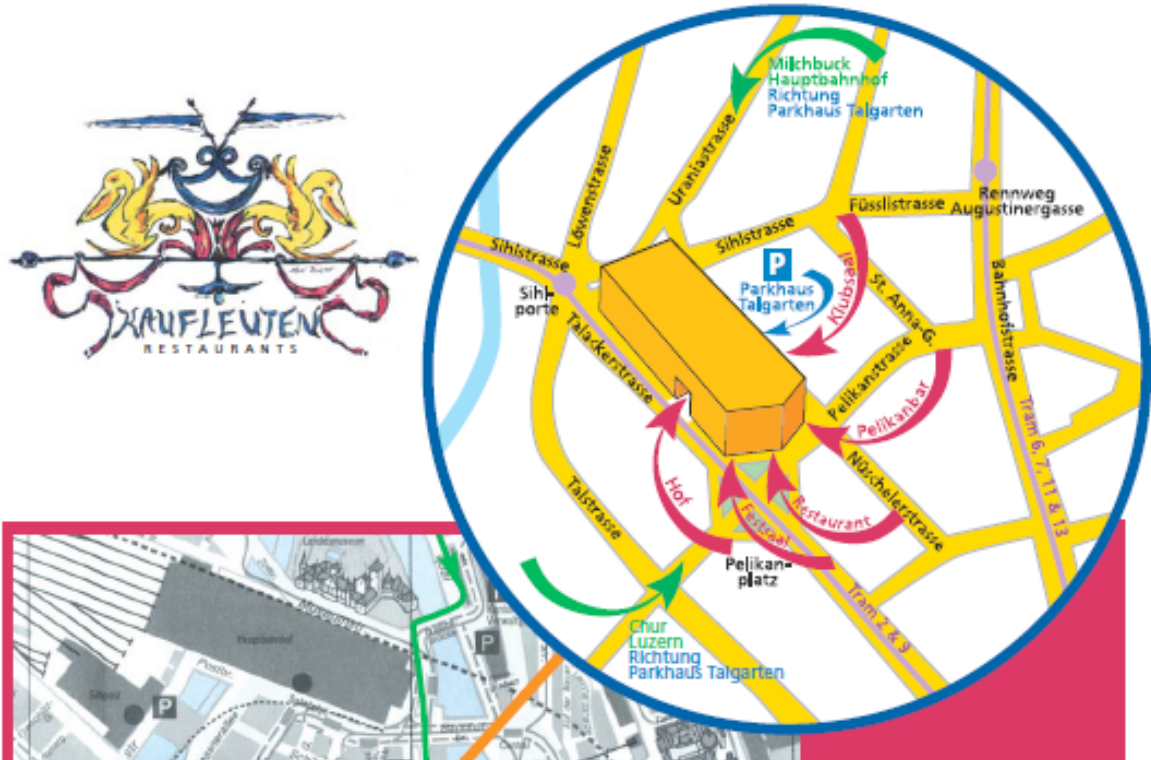 KAUFLEUTEN
RESTAURANTS
Milchbuck
Hauptbahnhof
Richtung
Parkhaus Talgarten
Löwenstrasse
Uraniastrasse
Rennweg
Augustinergasse
Füsslistrasse
Sihlstrasse
Sihlstrasse
Sihl-
porte
P
Parkhaus
Talgarten
Klubsaal
St. Anna-G.
Bahnhofstrasse
Talackerstrasse
Pelikanstrasse
Pelikanbar
Tram 6, 7, 11 & 13
Hof
Festsaal
Restaurant
Nüschelerstrasse
Talstrasse
Pelikan-
platz
Tram 2 & 9
Chur
Luzern
Richtung
Parkhaus Talgarten
Landesmuseum
Hauptbahnhof
P
P